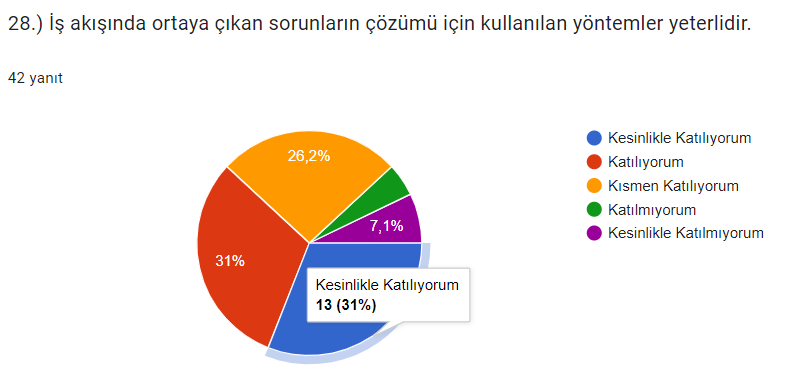 28.) İş akışında ortaya çıkan sorunların çözümü için kullanılan yöntemler yeterlidir.
42 yanıt
26,2%
7,1%
31%
Kesinlikle Katılıyorum
13 (31%)
Kesinlikle Katılıyorum
Katılıyorum
Kısmen Katılıyorum
Katılmıyorum
Kesinlikle Katılmıyorum